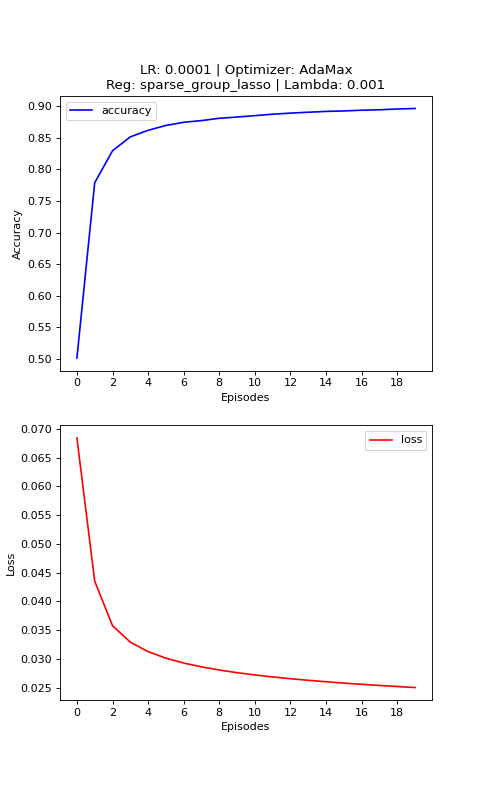 LR: 0.0001 | Optimizer: AdaMax
Reg: sparse_group_lasso | Lambda: 0.001
accuracy
0.90
0.85
0.80
0.75
0.70
0.65
0.60
0.55
0.50
Accuracy
0 2 4 6 8 10 12 14 16 18
Episodes
loss
0.070
0.065
0.060
0.055
0.050
0.045
0.040
0.035
0.030
0.025
Loss
0 2 4 6 8 10 12 14 16 18
Episodes